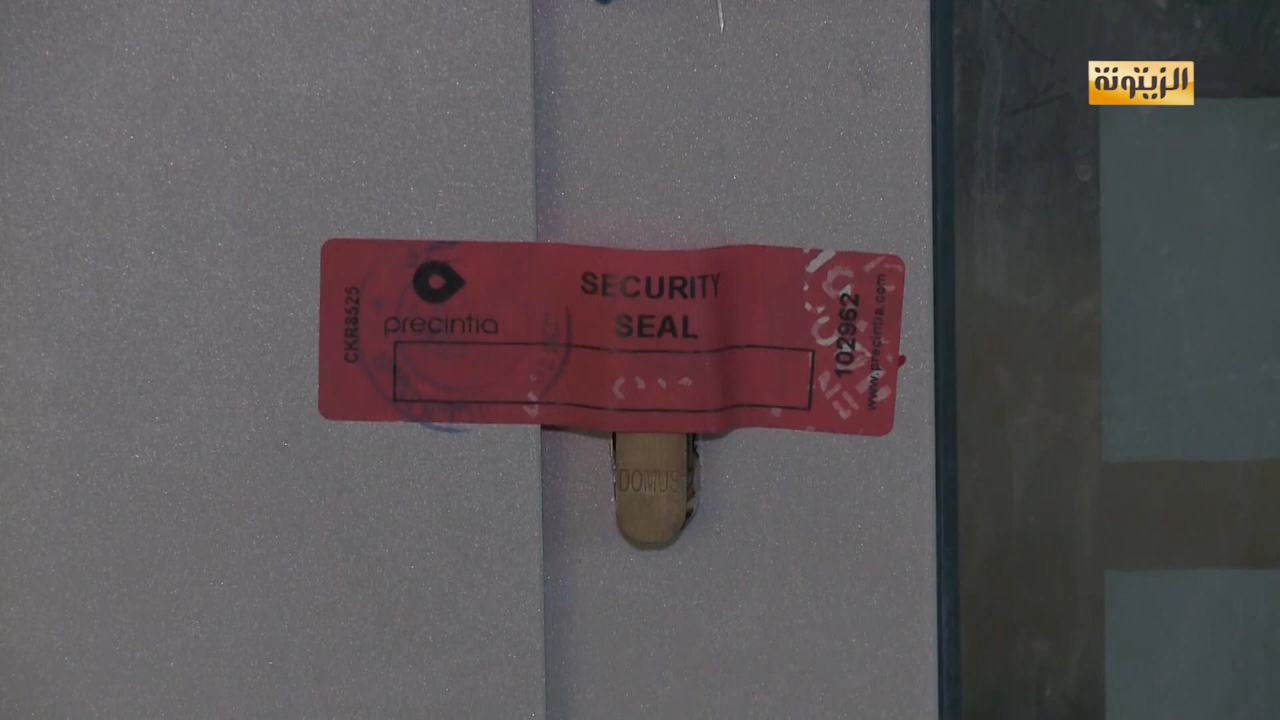 الزيتونة
CKR8525
precintia
SECURITY
SEAL
102962
www.precintia.com
DOMUS